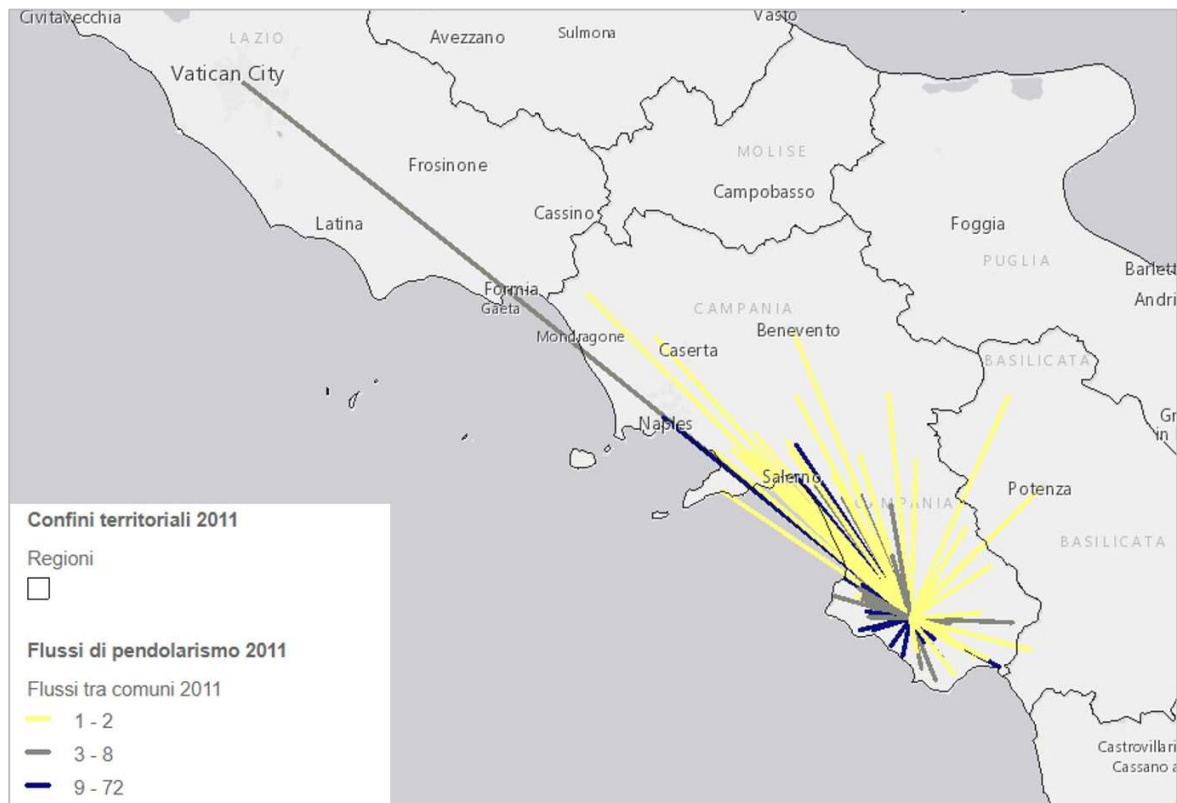 Civitavecchia
Vasto
LAZIO
Avezzano
Sulmona
Vatican City
Frosinone
MOLISE
Campobasso
Cassino
Latina
Foggia
PUGLIA
Barlett
Formia
Gaeta
Andri
CAMPANIA
Mondragone
Benevento
Caserta
BASILICATA
Naples
Gr
in
Salerno
Potenza
CAMPANIA
BASILICATA
Confini territoriali 2011
Regioni
Flussi di pendolarismo 2011
Flussi tra comuni 2011
1 - 2
3 - 8
9 - 72
Castrovillari
Cassano a